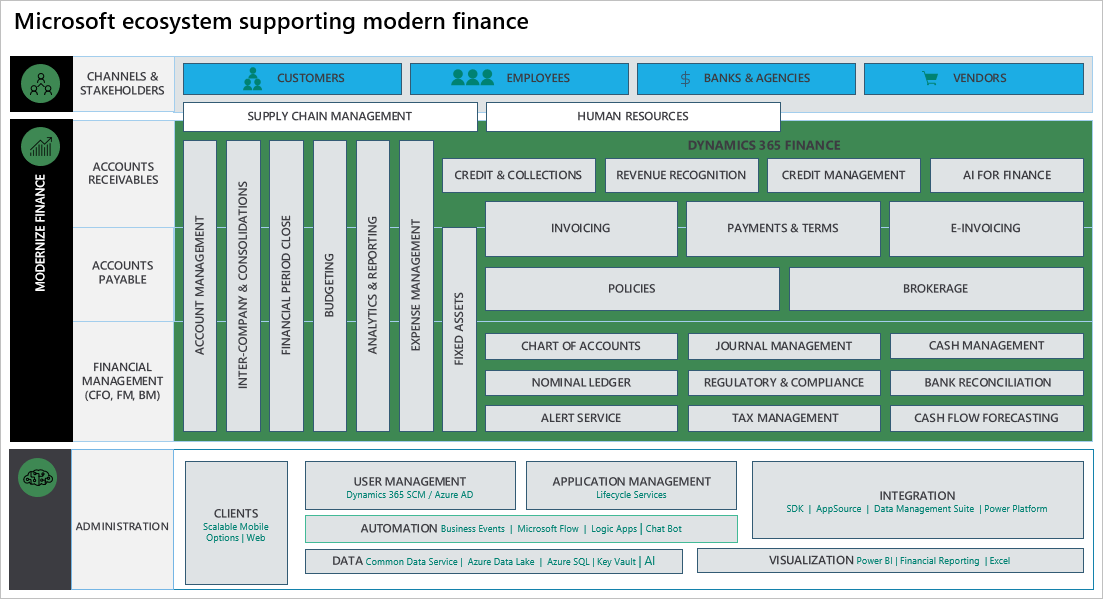 Microsoft ecosystem supporting modern finance
CHANNELS &
STAKEHOLDERS
CUSTOMERS
EMPLOYEES
$ BANKS & AGENCIES
VENDORS
SUPPLY CHAIN MANAGEMENT
HUMAN RESOURCES
MODERNIZE FINANCE
ACCOUNTS
RECEIVABLES
ACCOUNTS
PAYABLE
FINANCIAL
MANAGEMENT
(CFO, FM, BM)
ACCOUNT MANAGEMENT
INTER-COMPANY & CONSOLIDATIONS
FINANCIAL PERIOD CLOSE
BUDGETING
ANALYTICS & REPORTING
EXPENSE MANAGEMENT
FIXED ASSETS
DYNAMICS 365 FINANCE
CREDIT & COLLECTIONS
REVENUE RECOGNITION
CREDIT MANAGEMENT
AI FOR FINANCE
INVOICING
PAYMENTS & TERMS
E-INVOICING
POLICIES
BROKERAGE
CHART OF ACCOUNTS
JOURNAL MANAGEMENT
CASH MANAGEMENT
NOMINAL LEDGER
REGULATORY & COMPLIANCE
BANK RECONCILIATION
ALERT SERVICE
TAX MANAGEMENT
CASH FLOW FORECASTING
ADMINISTRATION
CLIENTS
Scalable Mobile
Options | Web
USER MANAGEMENT
Dynamics 365 SCM / Azure AD
APPLICATION MANAGEMENT
Lifecycle Services
INTEGRATION
SDK | AppSource | Data Management Suite | Power Platform
AUTOMATION Business Events | Microsoft Flow | Logic Apps | Chat Bot
DATA Common Data Service | Azure Data Lake | Azure SQL | Key Vault | AI
VISUALIZATION Power BI | Financial Reporting | Excel